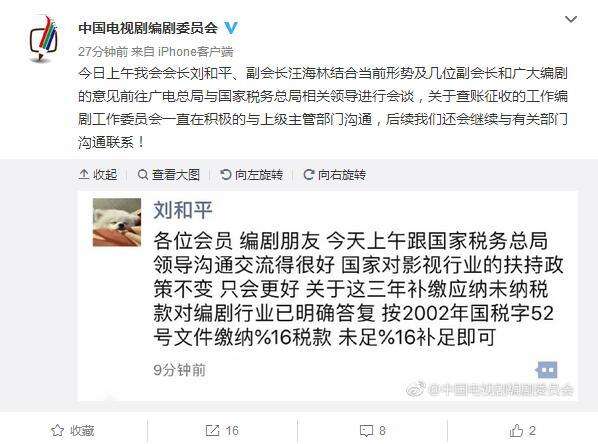 中国电视剧编剧委员会
27分钟前 来自 iPhone客户端
今日上午我会会长刘和平、副会长汪海林结合当前形势及几位副会长和广大编剧
的意见前往广电总局与国家税务总局相关领导进行会谈，关于查账征收的工作编
剧工作委员会一直在积极的与上级主管部门沟通，后续我们还会继续与有关部门
沟通联系！
收起 查看大图 向左旋转 向右旋转
刘和平
各位会员 编剧朋友 今天上午跟国家税务总局
领导沟通交流得很好 国家对影视行业的扶持政
策不变 只会更好 关于这三年补缴应纳未纳税
款对编剧行业已明确答复 按2002年国税字52
号文件缴纳%16税款 未足%16补足即可
9分钟前
@中国电视剧编剧委员会
收藏 16 8 2